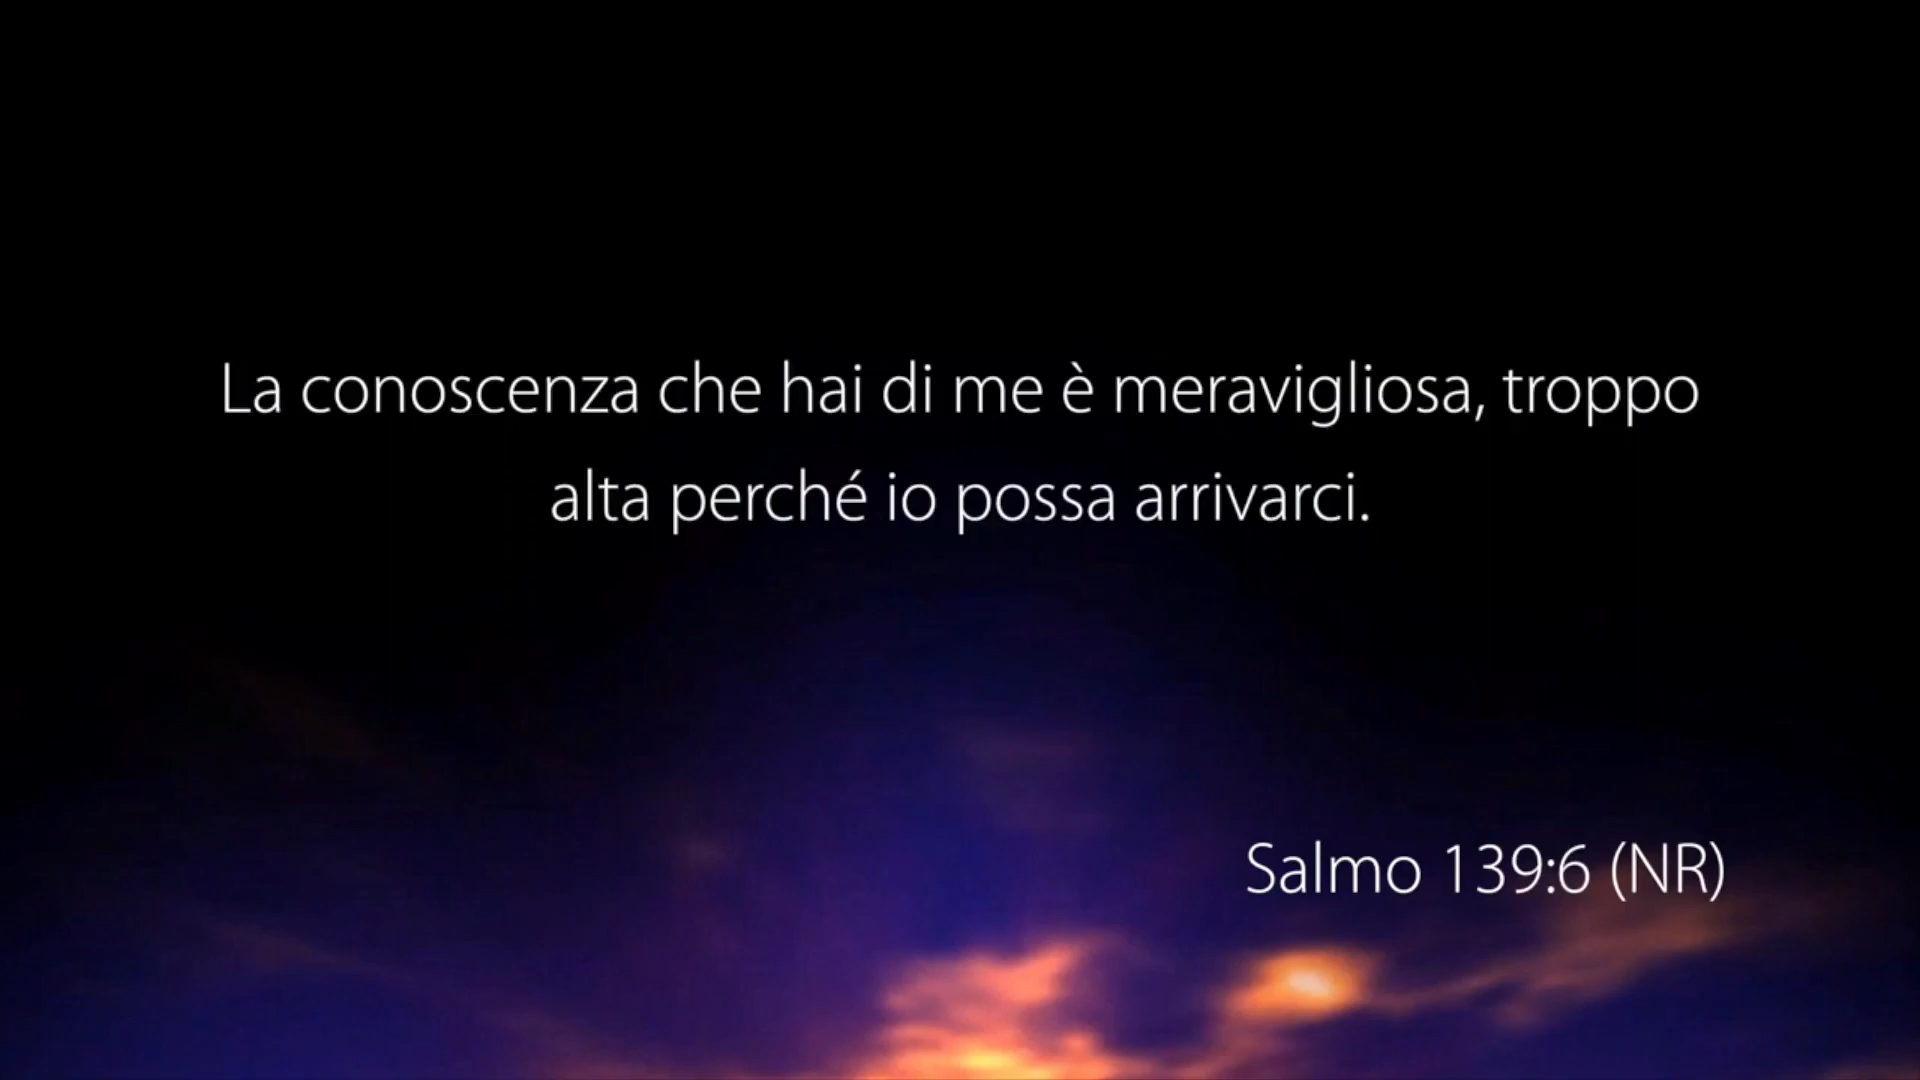 La conoscenza che hai di me è meravigliosa, troppo
alta perché io possa arrivarci.
Salmo 139:6 (NR)